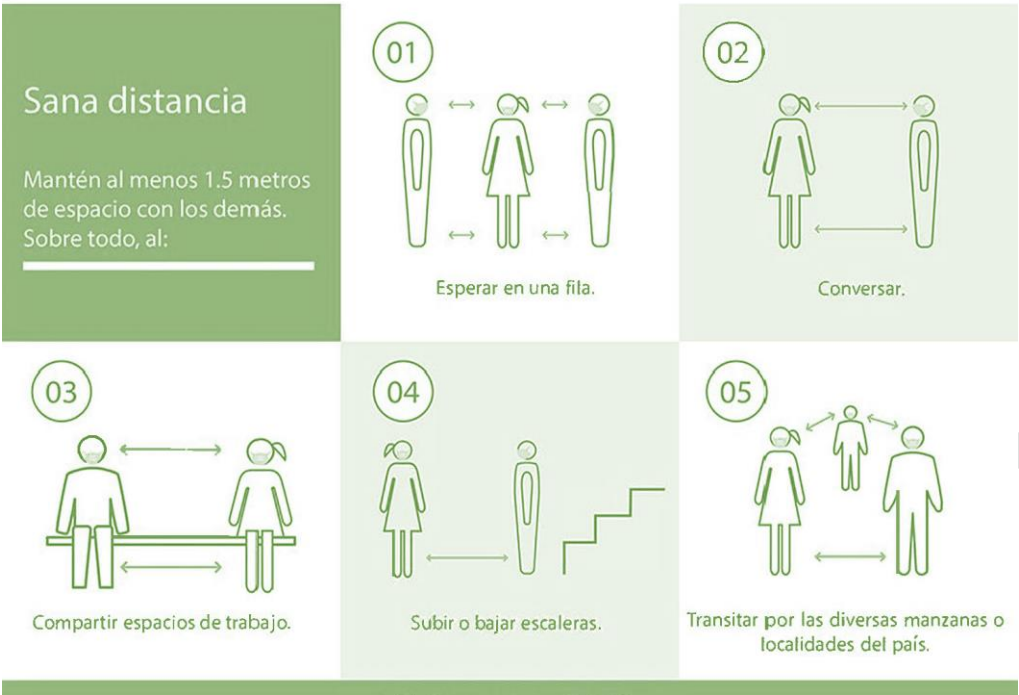 Sana distancia
Mantén al menos 1.5 metros
de espacio con los demás.
Sobre todo, al:
01
Esperar en una fila.
02
Conversar.
03
Compartir espacios de trabajo.
04
Subir o bajar escaleras.
05
Transitar por las diversas manzanas o
localidades del país.